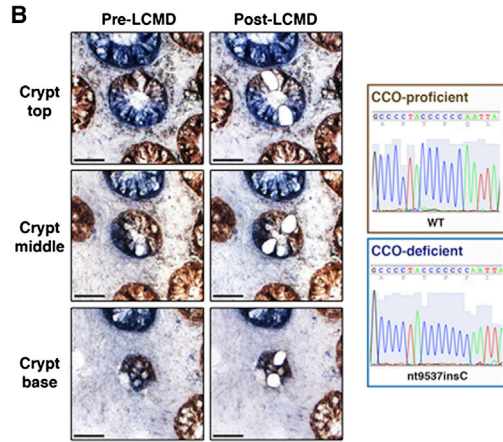 B
Pre-LCMD Post-LCMD
Crypt
top
Crypt
middle
Crypt
base
CCO-proficient
G C C C C T A C C C C C C A A T T A
A P T P Q L
WT
CCO-deficient
G C C C C T A C C C C C C C A A T T
A P T P P I
nt9537insC